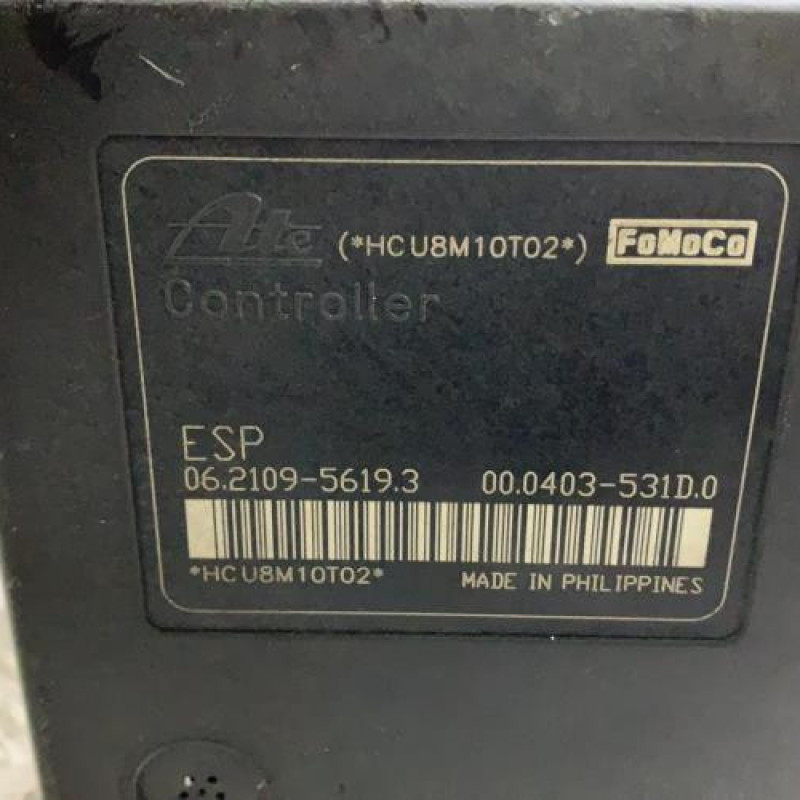 Ate (*HCU8M10T02*) FoMoCo
Controller
ESP
06.2109-5619.3 00.0403-531D.0
*HCU8M10T02* MADE IN PHILIPPINES